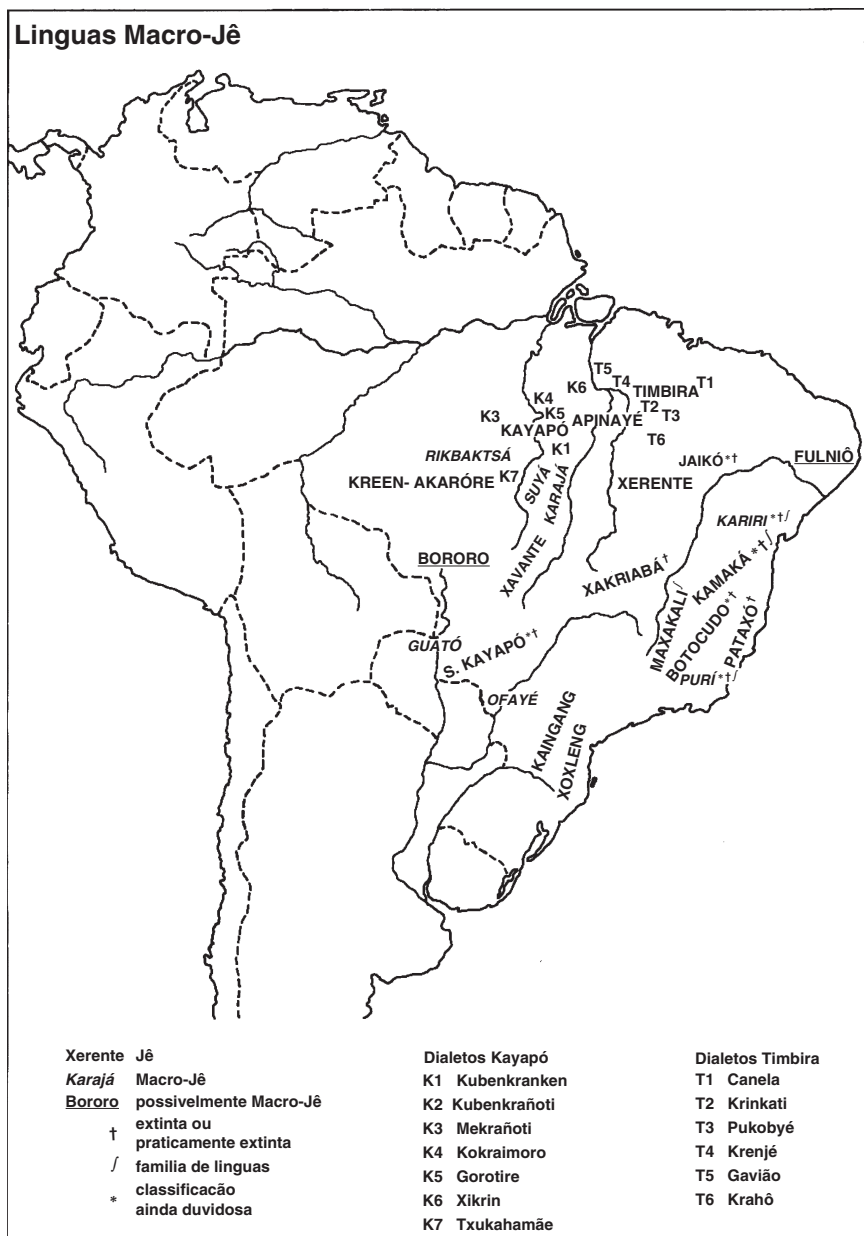 Linguas Macro-Jê
T5
T4
TIMBIRA
T1
K6
K4
T2
T3
K3
K5
APINAYÉ
KAYAPÓ
T6
K1
RIKBAKTSÁ
JAIKÓ*†
FULNIÔ
KREEN- AKARÓRE
K7
SUYÁ
KARAJÁ
XERENTE
KARIRI*†ʃ
BORORO
XAVANTE
XAKRIABÁ†
KAMAKÁ*†ʃ
MAXAKALIʃ
BOTOCUDO*†
PATAXÓ†
GUATÓ
S. KAYAPÓ*†
PURÍ*†ʃ
OFAYÉ
KAINGANG
XOXLENG
Xerente Jê
Karajá Macro-Jê
Bororo possivelmente Macro-Jê
† extinta ou
praticamente extinta
ʃ familia de linguas
* classificacão
ainda duvidosa
Dialetos Kayapó
K1 Kubenkranken
K2 Kubenkrañoti
K3 Mekrañoti
K4 Kokraimoro
K5 Gorotire
K6 Xikrin
K7 Txukahamãe
Dialetos Timbira
T1 Canela
T2 Krinkati
T3 Pukobyé
T4 Krenjé
T5 Gavião
T6 Krahô